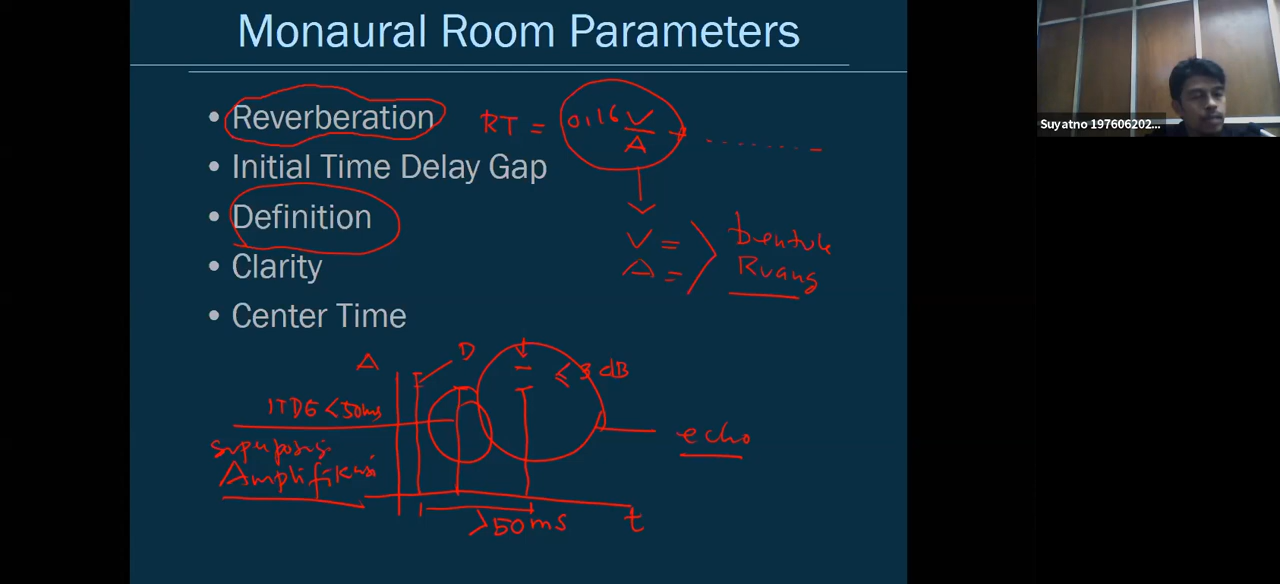 Monaural Room Parameters
• Reverberation
RT = 0,16 V/A + ..........
• Initial Time Delay Gap
• Definition
V =
A =
bentuk
Ruang
• Clarity
• Center Time
A
D
≤ 3 dB
ITDG < 50ms
superposisi
Amplifikasi
echo
>50ms
t
Suyatno 197606202...